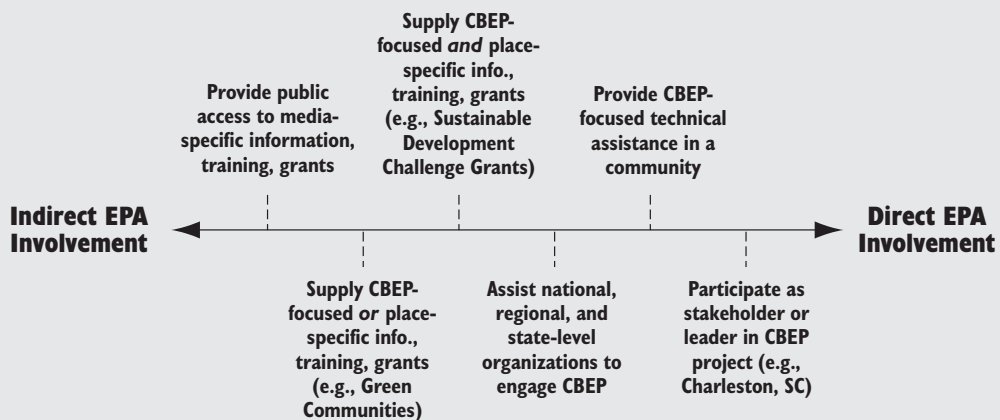 Supply CBEP-
focused and place-
specific info.,
training, grants
(e.g., Sustainable
Development
Challenge Grants)
Provide public
access to media-
specific information,
training, grants
Provide CBEP-
focused technical
assistance in a
community
Indirect EPA
Involvement
Direct EPA
Involvement
Supply CBEP-
focused or place-
specific info.,
training, grants
(e.g., Green
Communities)
Assist national,
regional, and
state-level
organizations to
engage CBEP
Participate as
stakeholder or
leader in CBEP
project (e.g.,
Charleston, SC)